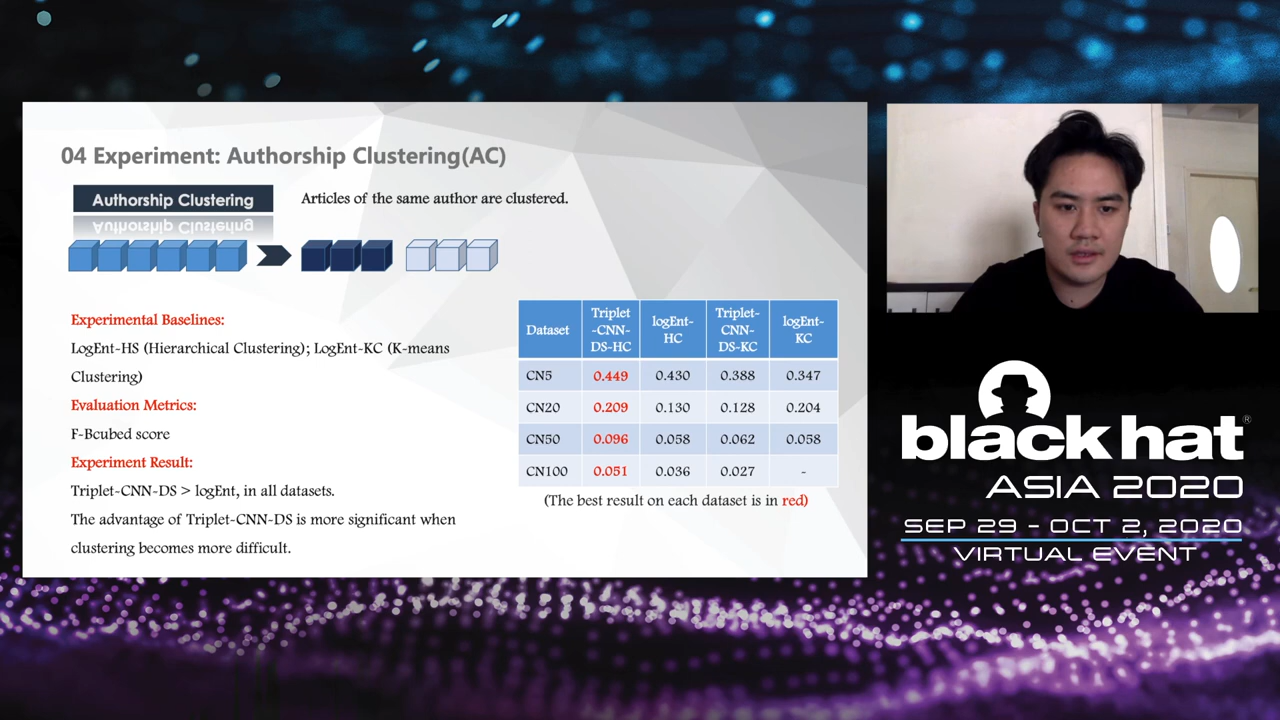 04 Experiment: Authorship Clustering(AC)
Authorship Clustering
Articles of the same author are clustered.
Experimental Baselines:
LogEnt-HS (Hierarchical Clustering); LogEnt-KC (K-means
Clustering)
Evaluation Metrics:
F-Bcubed score
Experiment Result:
Triplet-CNN-DS > logEnt, in all datasets.
The advantage of Triplet-CNN-DS is more significant when
clustering becomes more difficult.
Dataset Triplet-CNN-DS-HC logEnt-HC Triplet-CNN-DS-KC logEnt-KC
CN5 0.449 0.430 0.388 0.347
CN20 0.209 0.130 0.128 0.204
CN50 0.096 0.058 0.062 0.058
CN100 0.051 0.036 0.027 -
(The best result on each dataset is in red)
black hat®
ASIA 2020
SEP 29 - OCT 2, 2020
VIRTUAL EVENT